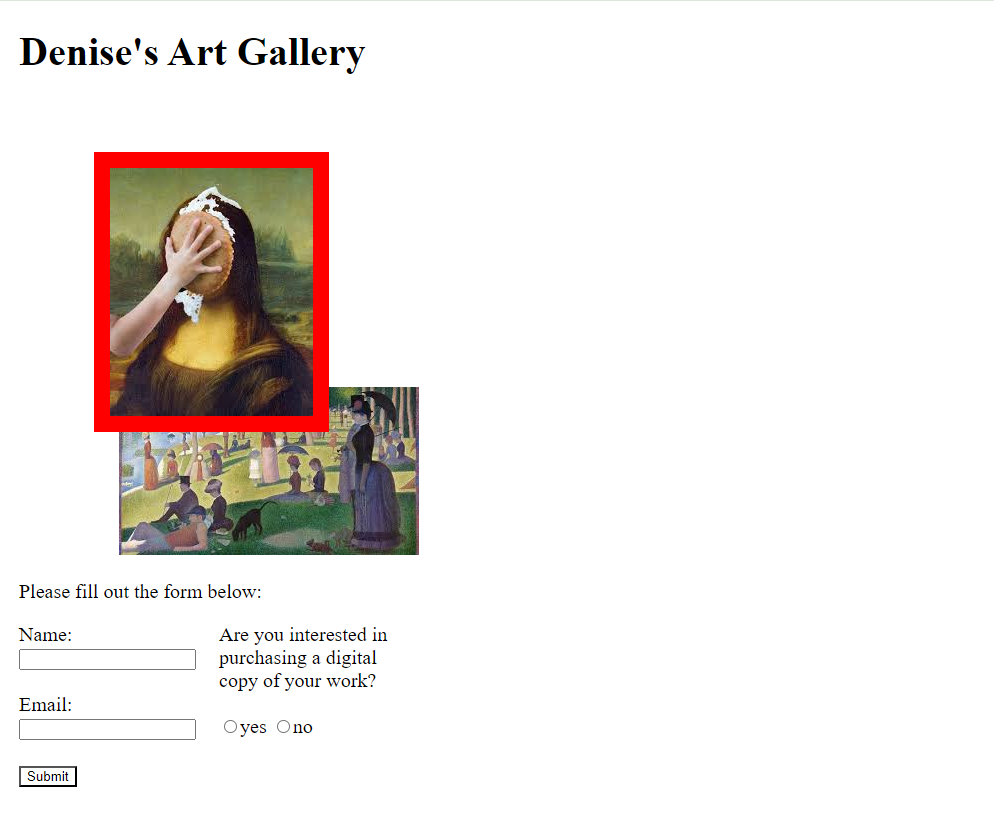 Denise's Art Gallery
Please fill out the form below:
Name:
Email:
Are you interested in
purchasing a digital
copy of your work?
yes no
Submit